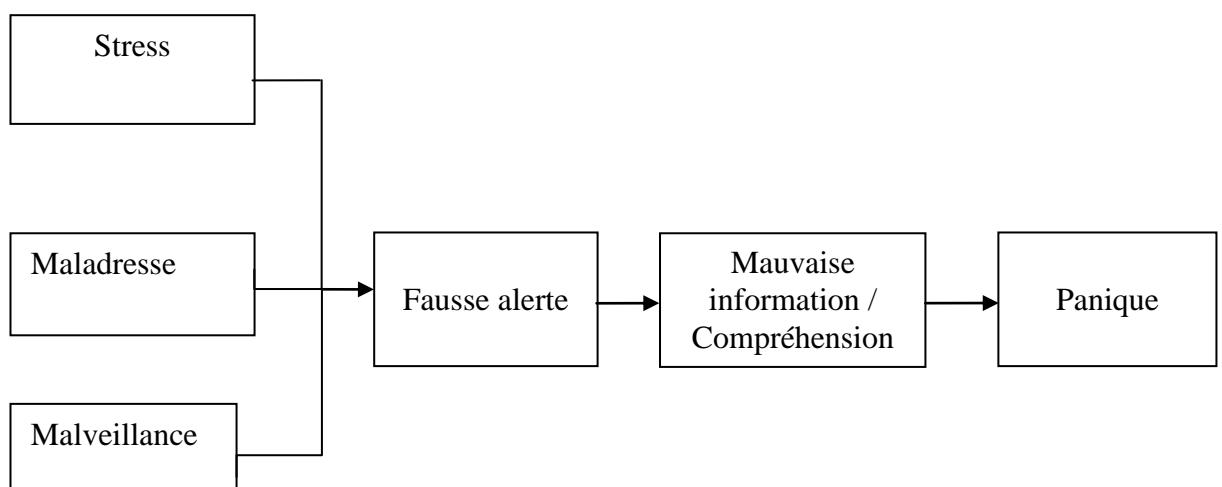 Stress
Maladresse
Fausse alerte
Mauvaise
information /
Compréhension
Panique
Malveillance